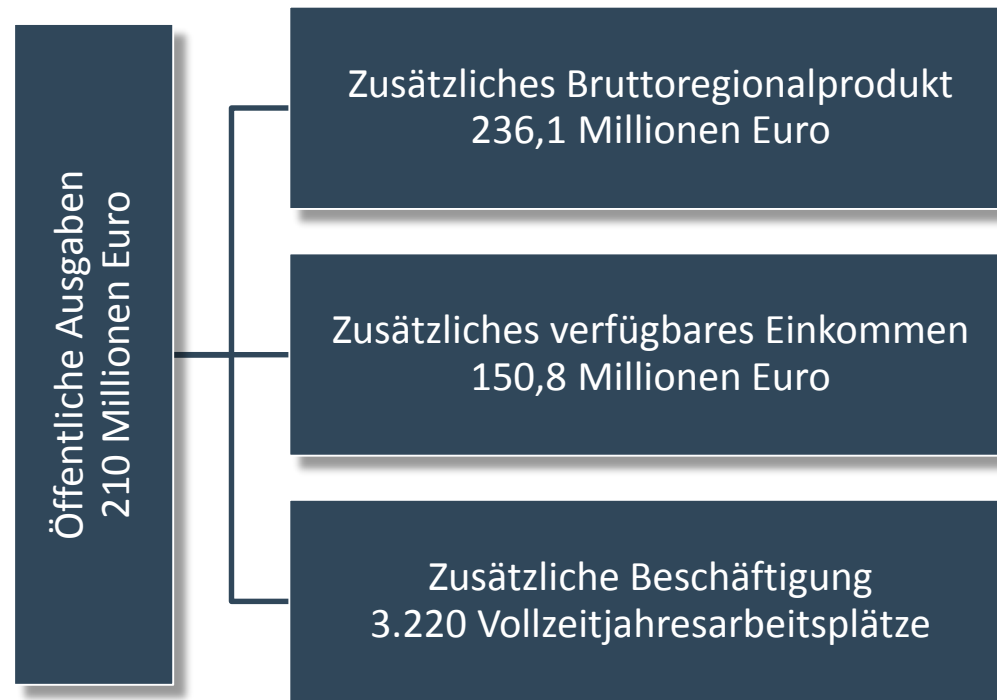 Öffentliche Ausgaben
210 Millionen Euro
Zusätzliches Bruttoregionalprodukt
236,1 Millionen Euro
Zusätzliches verfügbares Einkommen
150,8 Millionen Euro
Zusätzliche Beschäftigung
3.220 Vollzeitjahresarbeitsplätze